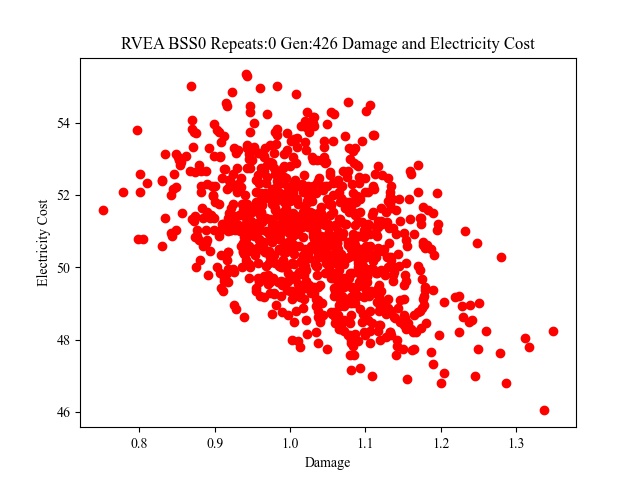 RVEA BSS0 Repeats:0 Gen:426 Damage and Electricity Cost
Electricity Cost
54
52
50
48
46
0.8 0.9 1.0 1.1 1.2 1.3
Damage